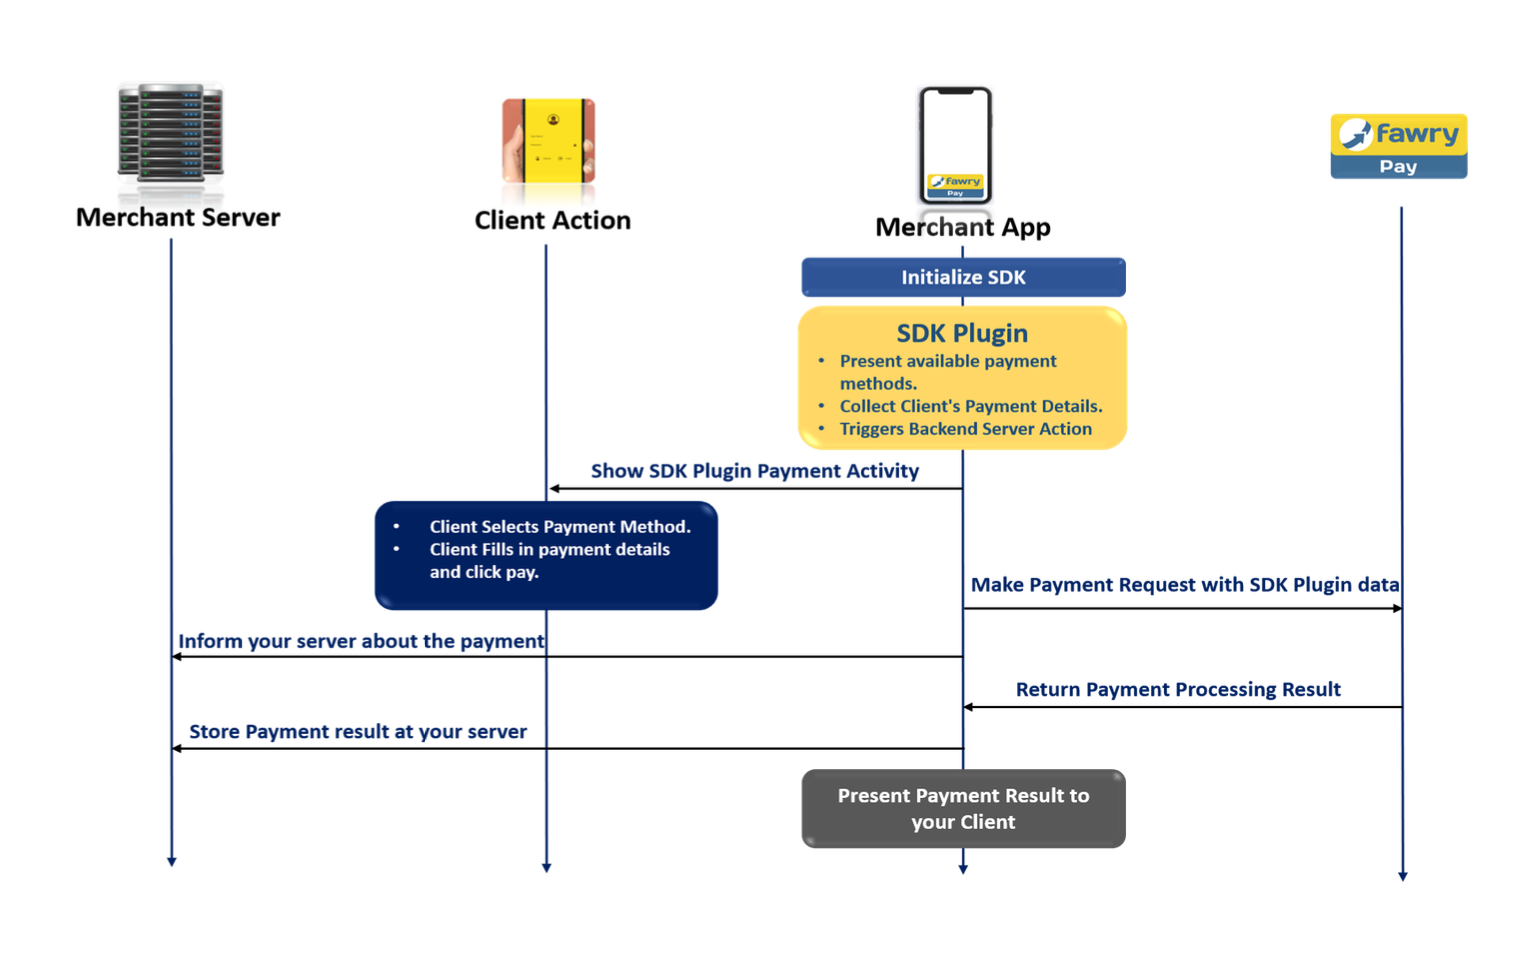 fawry
Pay
fawry
Pay
Merchant Server
Client Action
Merchant App
Initialize SDK
SDK Plugin
• Present available payment
methods.
• Collect Client's Payment Details.
• Triggers Backend Server Action
Show SDK Plugin Payment Activity
• Client Selects Payment Method.
• Client Fills in payment details
and click pay.
Make Payment Request with SDK Plugin data
Inform your server about the payment
Return Payment Processing Result
Store Payment result at your server
Present Payment Result to
your Client